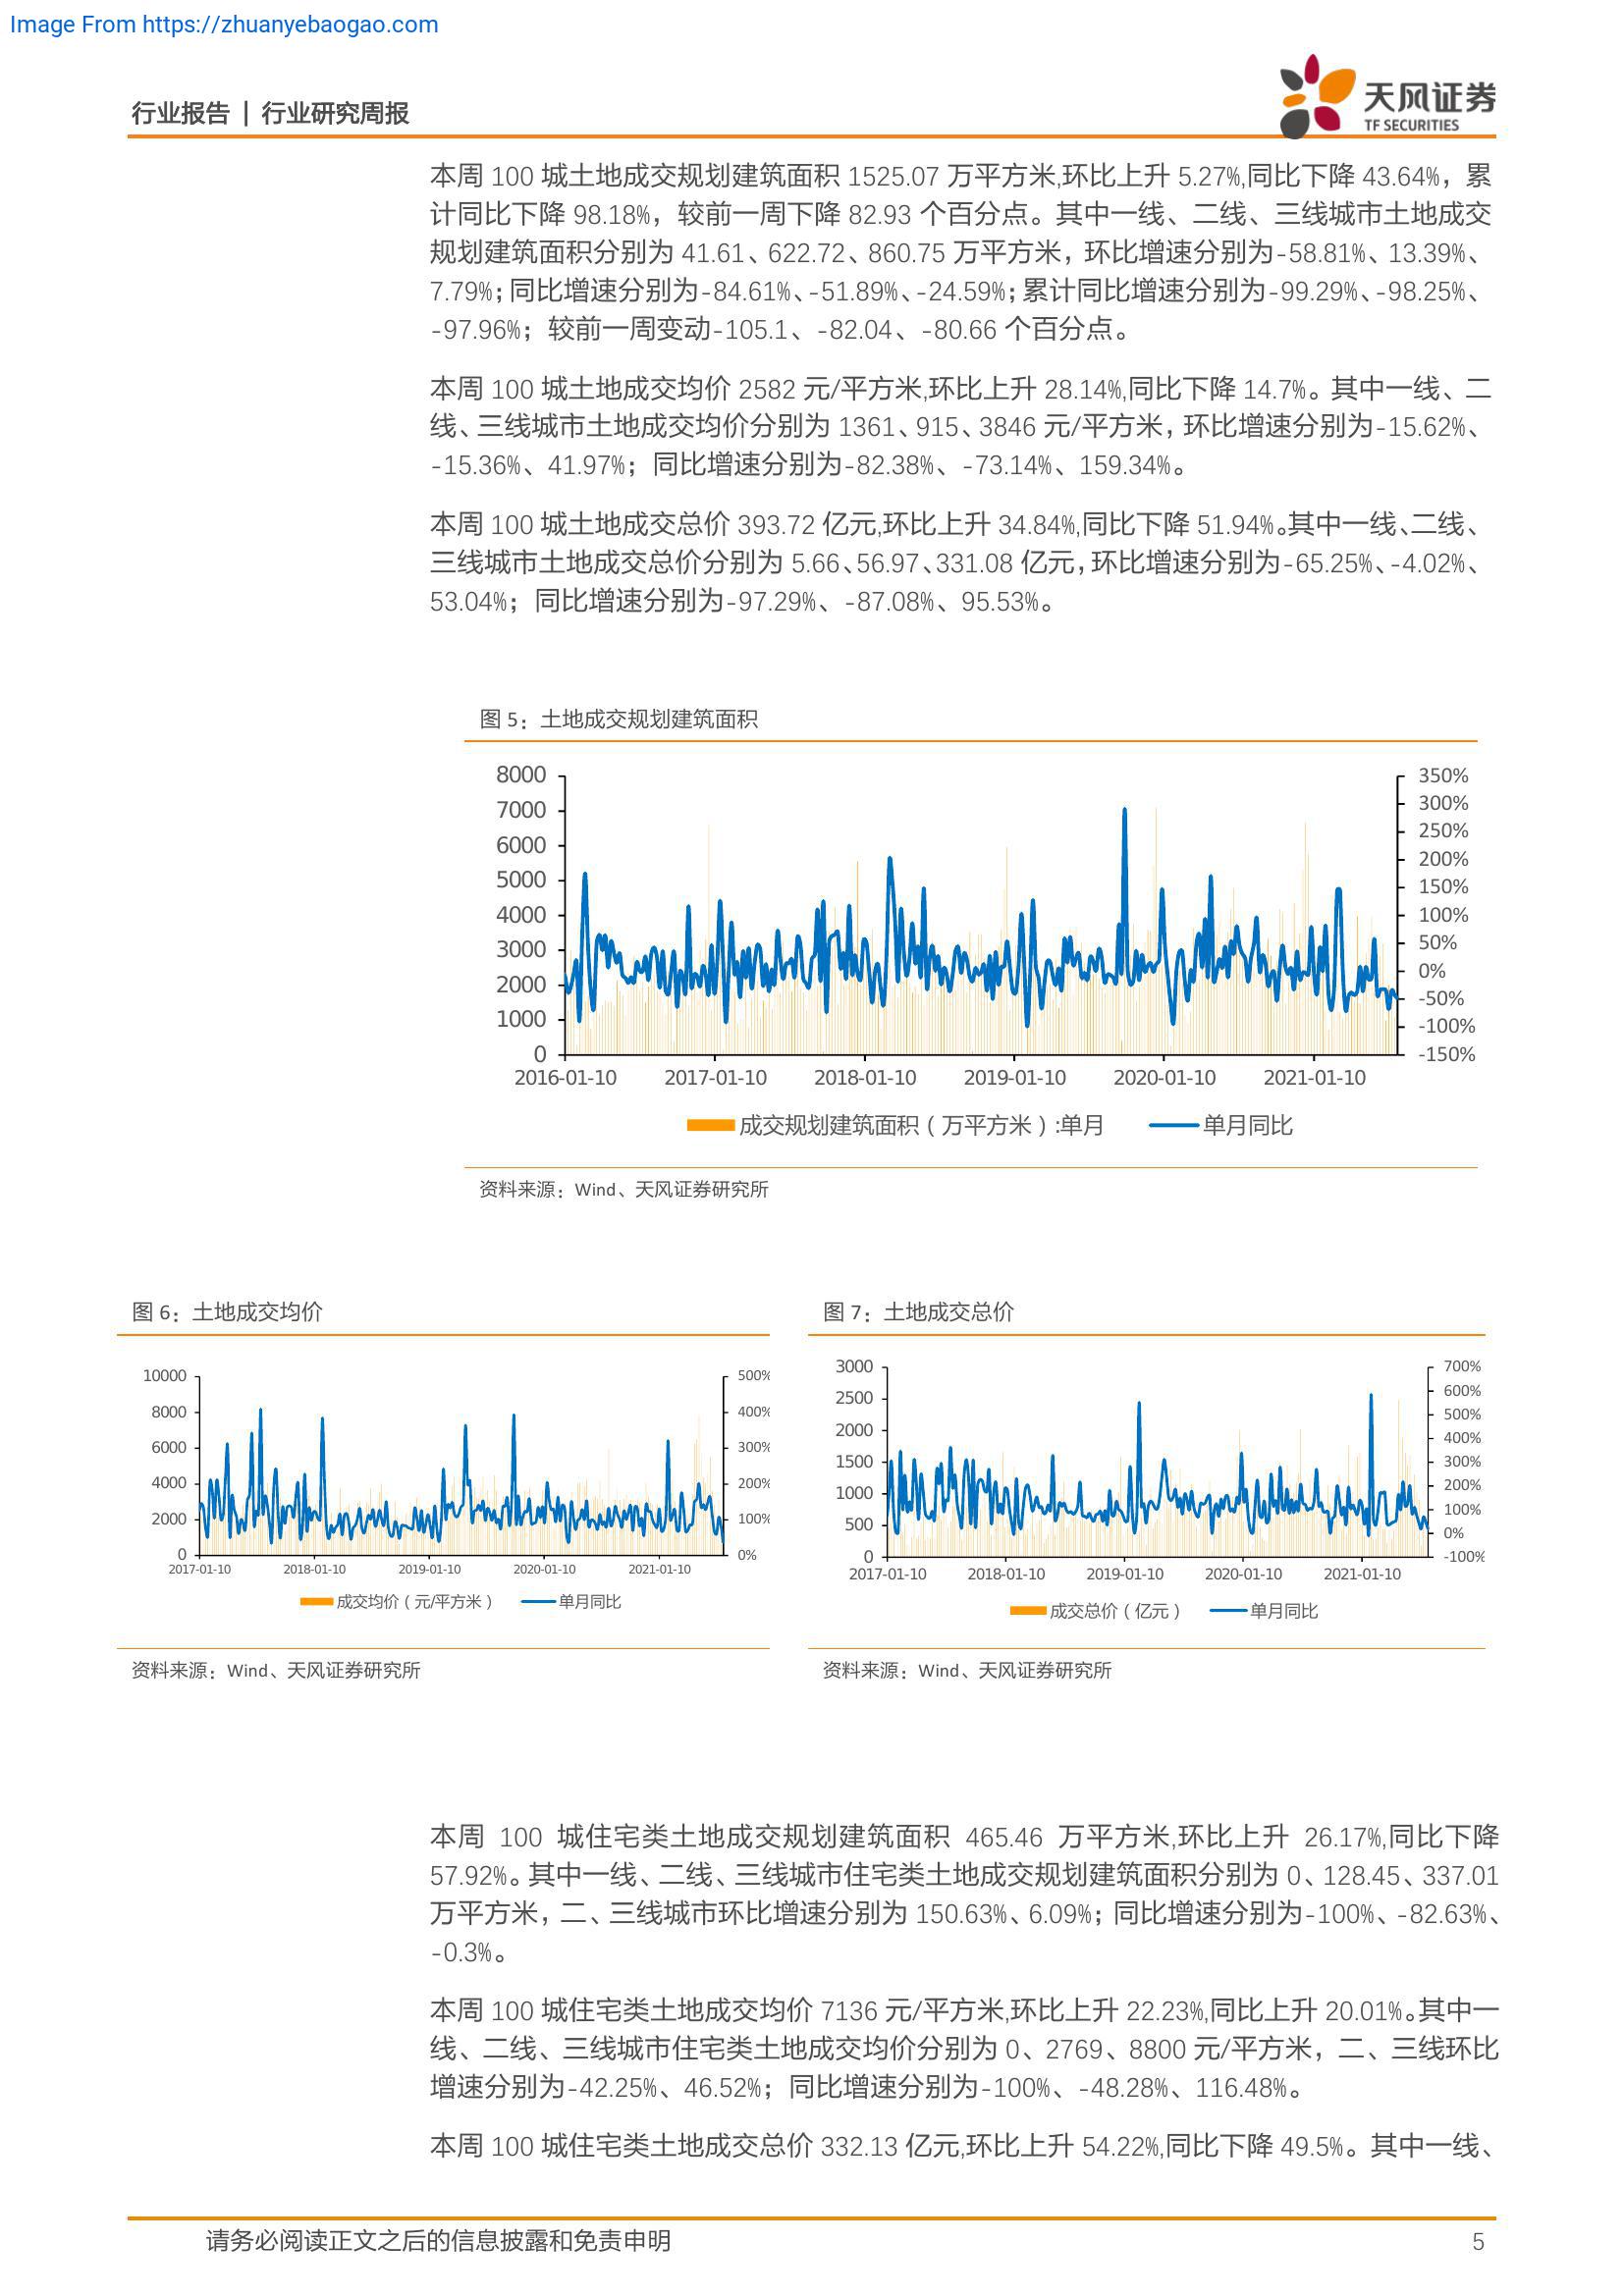 Image From https://zhuanyebaogao.com
行业报告 | 行业研究周报
天风证券
TF SECURITIES
本周 100 城土地成交规划建筑面积 1525.07 万平方米,环比上升 5.27%,同比下降 43.64%，累
计同比下降 98.18%，较前一周下降 82.93 个百分点。其中一线、二线、三线城市土地成交
规划建筑面积分别为 41.61、622.72、860.75 万平方米，环比增速分别为-58.81%、13.39%、
7.79%；同比增速分别为-84.61%、-51.89%、-24.59%；累计同比增速分别为-99.29%、-98.25%、
-97.96%；较前一周变动-105.1、-82.04、-80.66 个百分点。
本周 100 城土地成交均价 2582 元/平方米,环比上升 28.14%,同比下降 14.7%。其中一线、二
线、三线城市土地成交均价分别为 1361、915、3846 元/平方米，环比增速分别为-15.62%、
-15.36%、41.97%；同比增速分别为-82.38%、-73.14%、159.34%。
本周 100 城土地成交总价 393.72 亿元,环比上升 34.84%,同比下降 51.94%。其中一线、二线、
三线城市土地成交总价分别为 5.66、56.97、331.08 亿元，环比增速分别为-65.25%、-4.02%、
53.04%；同比增速分别为-97.29%、-87.08%、95.53%。
图 5：土地成交规划建筑面积
8000 350%
7000 300%
6000 250%
5000 200%
4000 150%
3000 100%
2000 50%
1000 0%
0 -50%
-100%
-150%
2016-01-10 2017-01-10 2018-01-10 2019-01-10 2020-01-10 2021-01-10
成交规划建筑面积（万平方米）:单月 单月同比
资料来源：Wind、天风证券研究所
图 6：土地成交均价
10000 500%
8000 400%
6000 300%
4000 200%
2000 100%
0 0%
2017-01-10 2018-01-10 2019-01-10 2020-01-10 2021-01-10
成交均价（元/平方米） 单月同比
资料来源：Wind、天风证券研究所
图 7：土地成交总价
3000 700%
2500 600%
2000 500%
1500 400%
1000 300%
500 200%
0 100%
0%
-100%
2017-01-10 2018-01-10 2019-01-10 2020-01-10 2021-01-10
成交总价（亿元） 单月同比
资料来源：Wind、天风证券研究所
本周 100 城住宅类土地成交规划建筑面积 465.46 万平方米,环比上升 26.17%,同比下降
57.92%。其中一线、二线、三线城市住宅类土地成交规划建筑面积分别为 0、128.45、337.01
万平方米，二、三线城市环比增速分别为 150.63%、6.09%；同比增速分别为-100%、-82.63%、
-0.3%。
本周 100 城住宅类土地成交均价 7136 元/平方米,环比上升 22.23%,同比上升 20.01%。其中一
线、二线、三线城市住宅类土地成交均价分别为 0、2769、8800 元/平方米，二、三线环比
增速分别为-42.25%、46.52%；同比增速分别为-100%、-48.28%、116.48%。
本周 100 城住宅类土地成交总价 332.13 亿元,环比上升 54.22%,同比下降 49.5%。其中一线、
请务必阅读正文之后的信息披露和免责申明 5